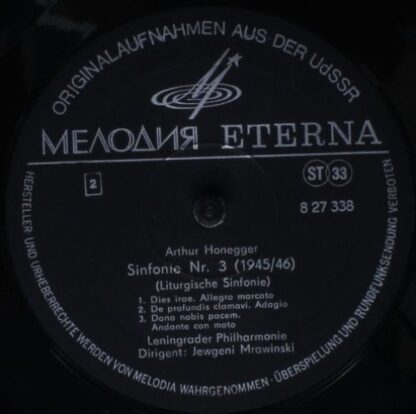 ORIGINALAUFNAHMEN AUS DER UdSSR
МЕЛОДИЯ ETERNA
2
ST 33
8 27 338
Arthur Honegger
Sinfonie Nr. 3 (1945/46)
(Liturgische Sinfonie)
1. Dies irae. Allegro marcato
2. De profundis clamavi. Adagio
3. Dona nobis pacem.
Andante con moto
Leningrader Philharmonie
Dirigent: Jewgeni Mrawinski
HERSTELLER- UND URHEBERRECHTE WERDEN VON MELODIA WAHRGENOMMEN · ÜBERSPIELUNG UND RUNDFUNKSENDUNG VERBOTEN